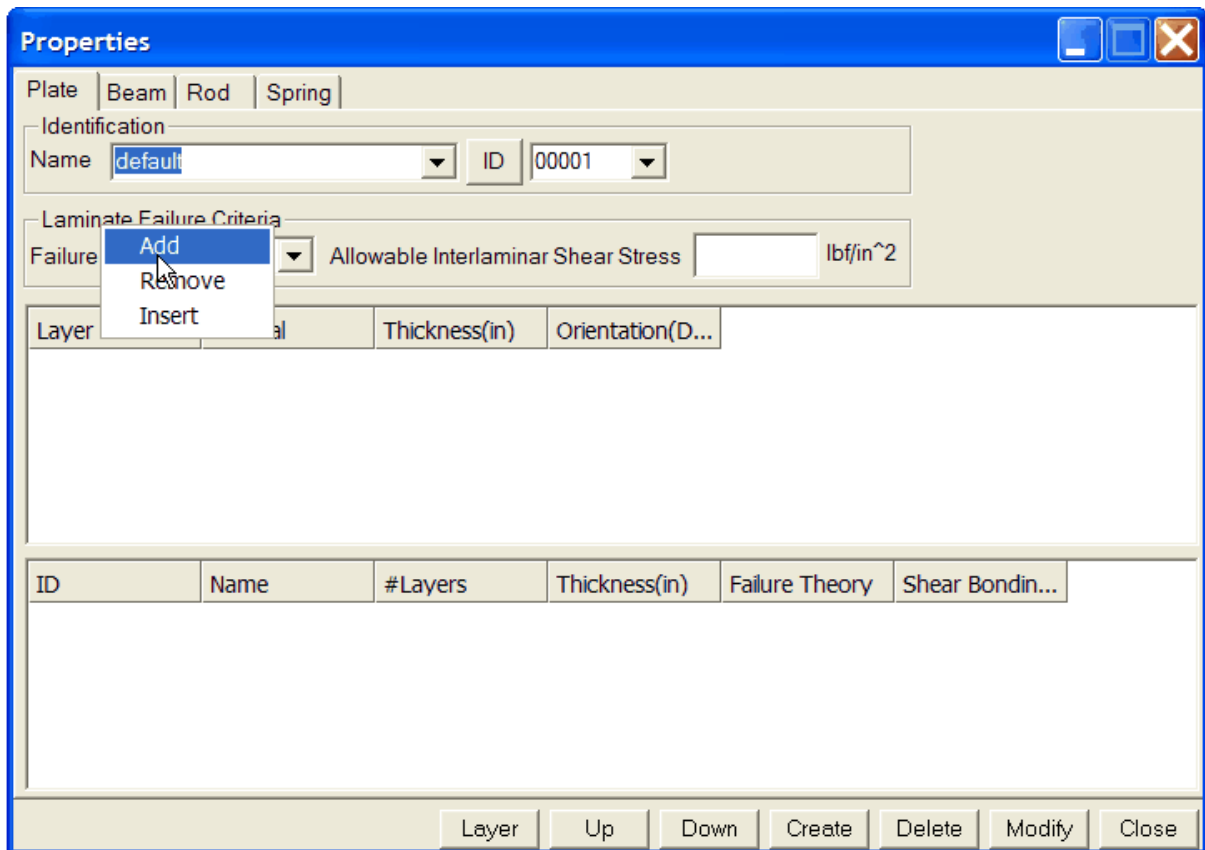 Properties
Plate Beam Rod Spring
Identification
Name default ID 00001
Laminate Failure Criteria
Failure Allowable Interlaminar Shear Stress lbf/in^2
Add
Remove
Insert
Layer al Thickness(in) Orientation(D...
ID Name #Layers Thickness(in) Failure Theory Shear Bondin...
Layer Up Down Create Delete Modify Close